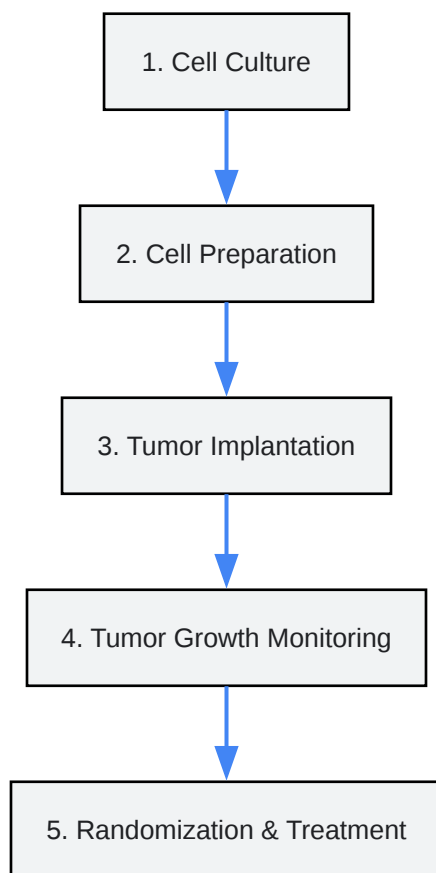 1. Cell Culture
2. Cell Preparation
3. Tumor Implantation
4. Tumor Growth Monitoring
5. Randomization & Treatment